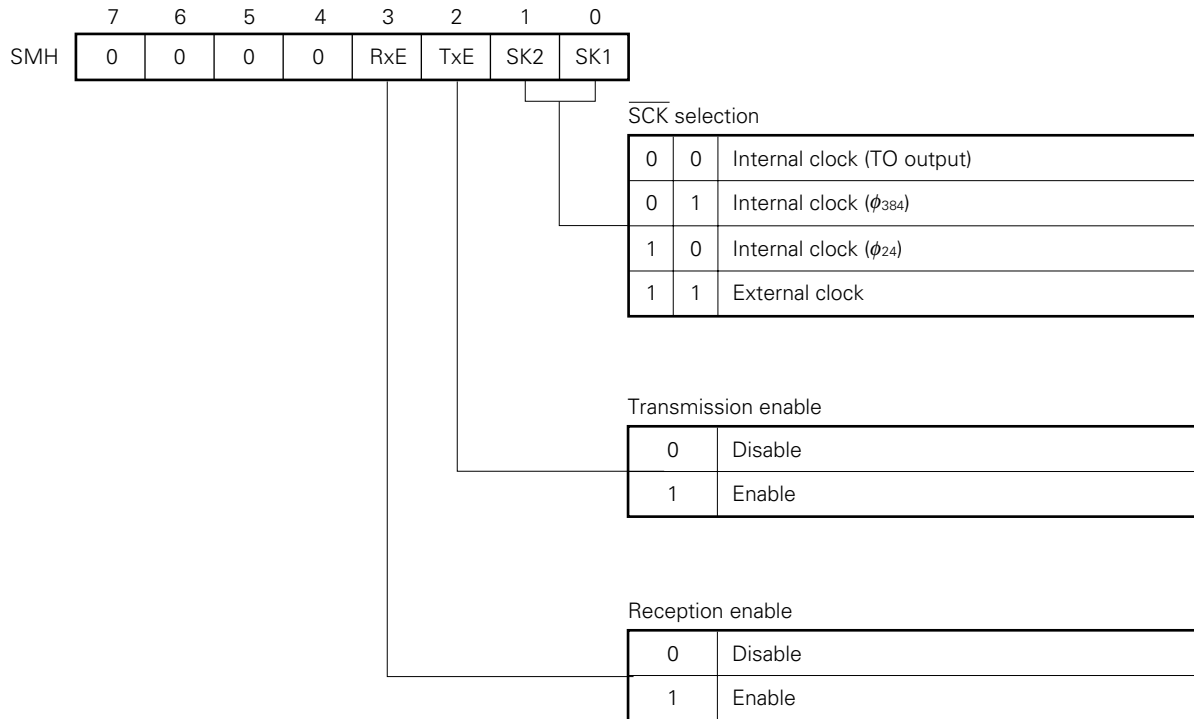 7 6 5 4 3 2 1 0
SMH 0 0 0 0 RxE TxE SK2 SK1
SCK selection
0 0 Internal clock (TO output)
0 1 Internal clock (ϕ384)
1 0 Internal clock (ϕ24)
1 1 External clock
Transmission enable
0 Disable
1 Enable
Reception enable
0 Disable
1 Enable